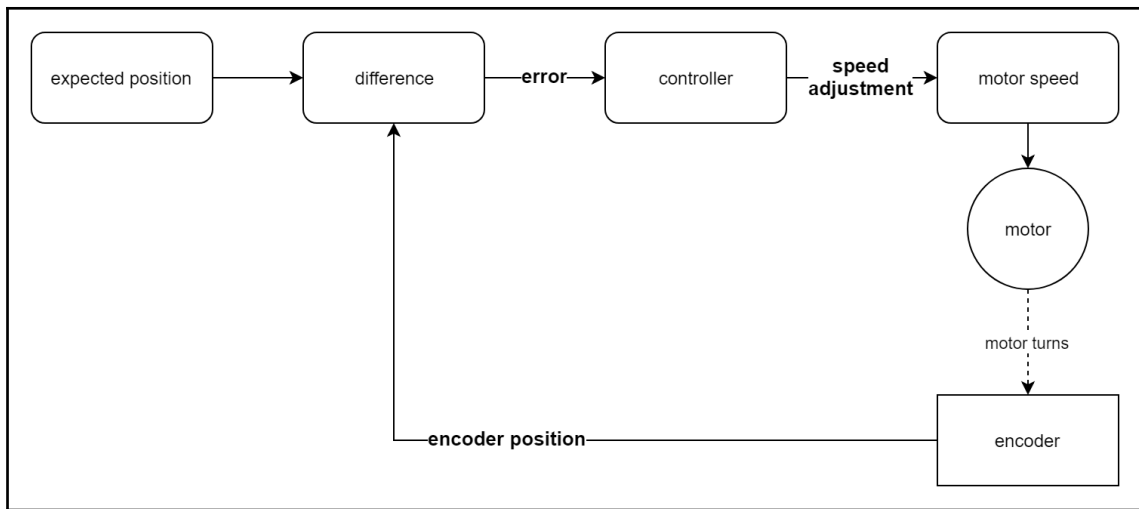 expected position
difference
error
controller
speed
adjustment
motor speed
motor
motor turns
encoder position
encoder